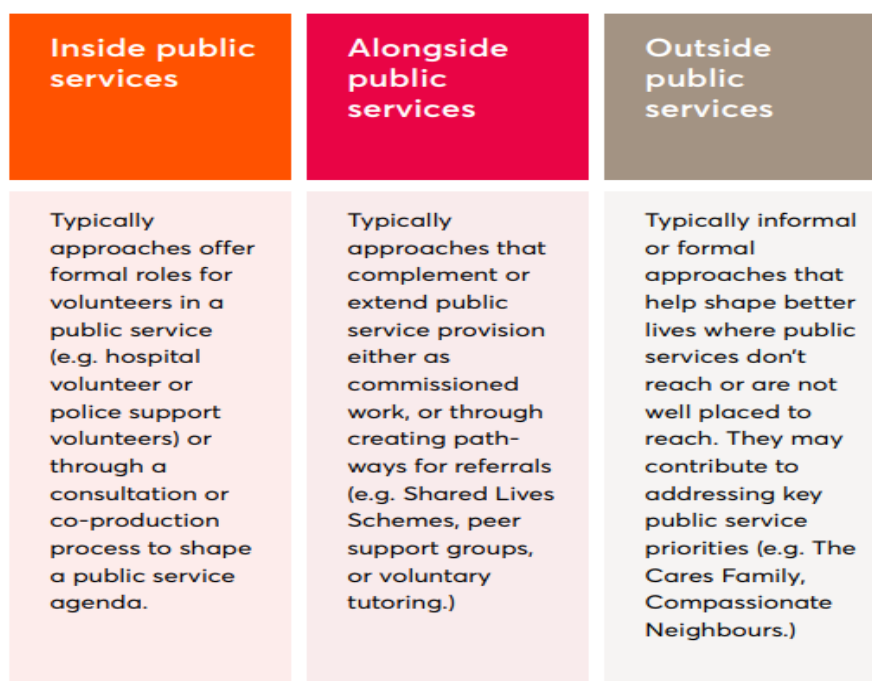 Inside public
services
Alongside
public
services
Outside
public
services
Typically
approaches offer
formal roles for
volunteers in a
public service
(e.g. hospital
volunteer or
police support
volunteers) or
through a
consultation or
co-production
process to shape
a public service
agenda.
Typically
approaches that
complement or
extend public
service provision
either as
commissioned
work, or through
creating path-
ways for referrals
(e.g. Shared Lives
Schemes, peer
support groups,
or voluntary
tutoring.)
Typically informal
or formal
approaches that
help shape better
lives where public
services don't
reach or are not
well placed to
reach. They may
contribute to
addressing key
public service
priorities (e.g. The
Cares Family,
Compassionate
Neighbours.)